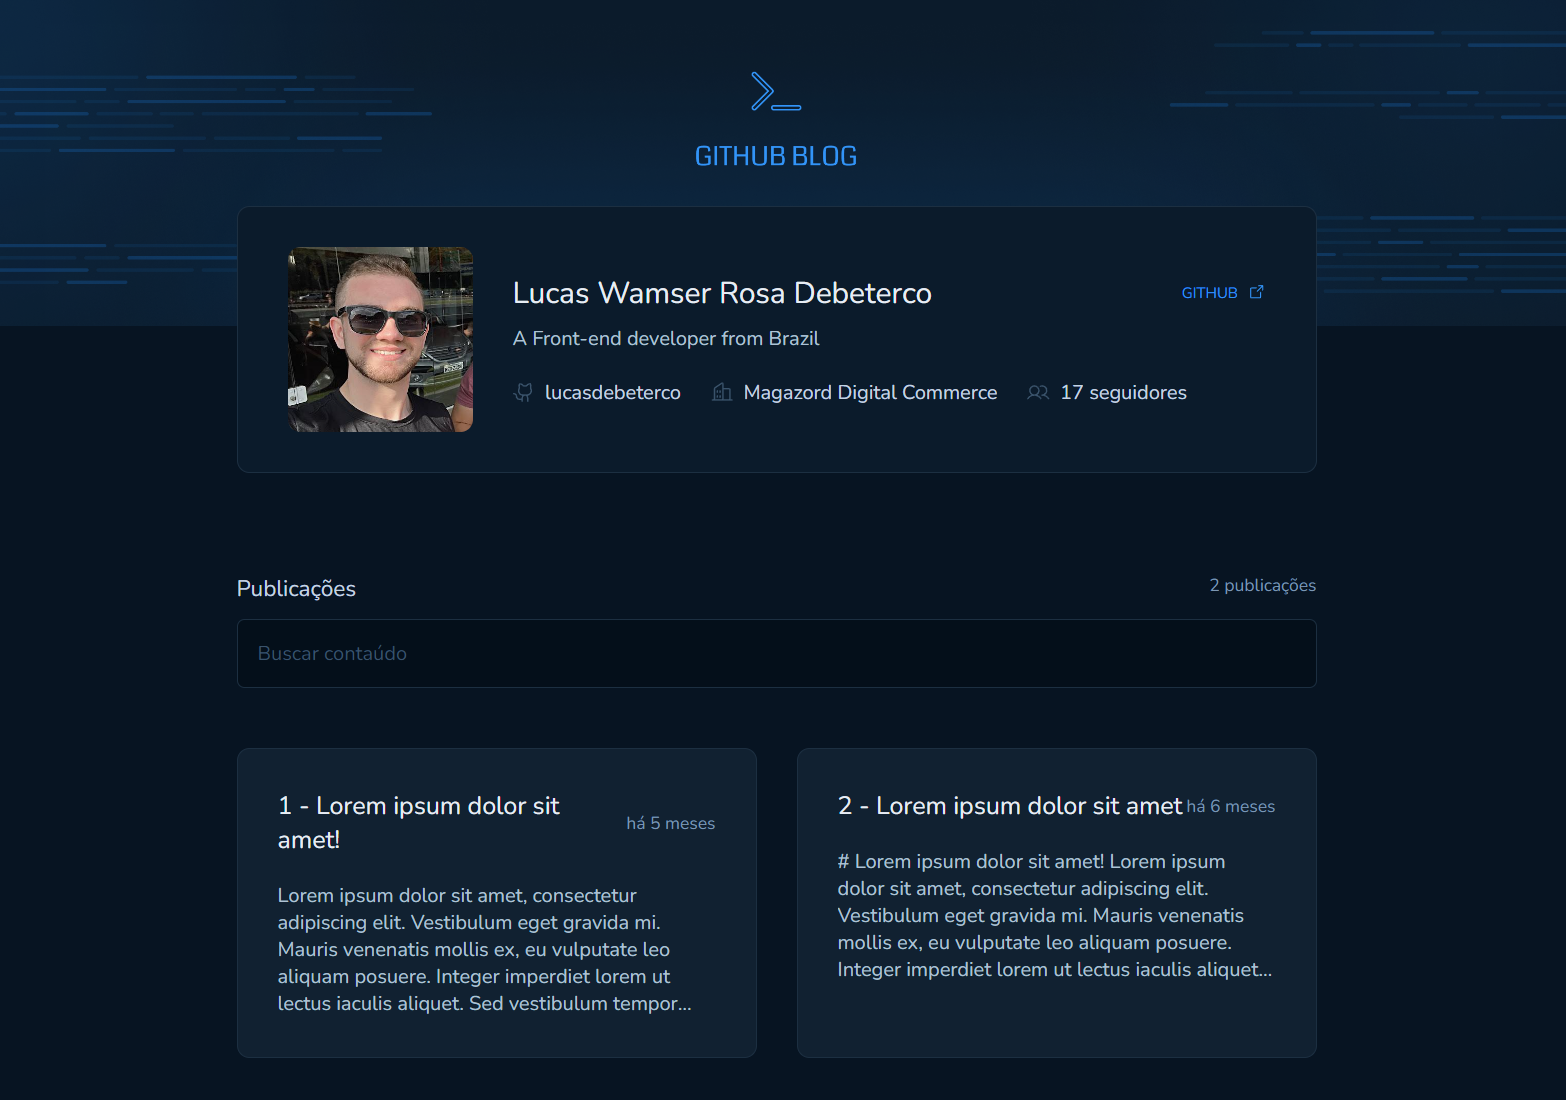 GITHUB BLOG
Lucas Wamser Rosa Debeterco
GITHUB
A Front-end developer from Brazil
lucasdebeterco
Magazord Digital Commerce
17 seguidores
Publicações
2 publicações
Buscar contaúdo
1 - Lorem ipsum dolor sit
amet!
há 5 meses
Lorem ipsum dolor sit amet, consectetur
adipiscing elit. Vestibulum eget gravida mi.
Mauris venenatis mollis ex, eu vulputate leo
aliquam posuere. Integer imperdiet lorem ut
lectus iaculis aliquet. Sed vestibulum tempor...
2 - Lorem ipsum dolor sit amet
há 6 meses
# Lorem ipsum dolor sit amet! Lorem ipsum
dolor sit amet, consectetur adipiscing elit.
Vestibulum eget gravida mi. Mauris venenatis
mollis ex, eu vulputate leo aliquam posuere.
Integer imperdiet lorem ut lectus iaculis aliquet...